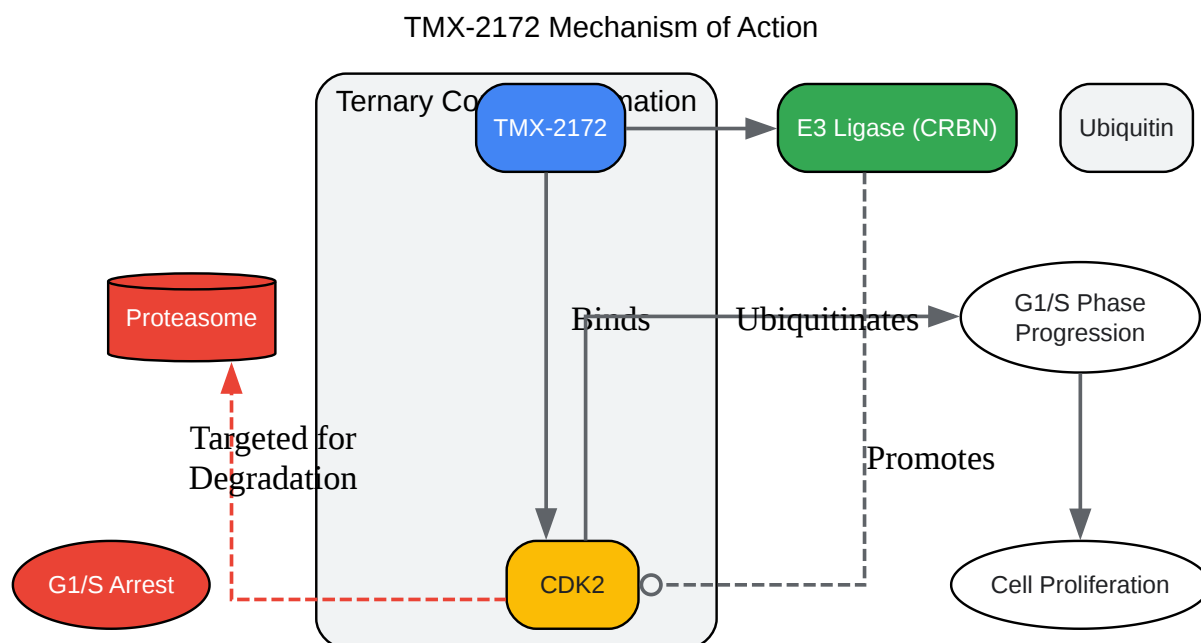 TMX-2172 Mechanism of Action
Ternary Co mation
TMX-2172
E3 Ligase (CRBN)
Ubiquitin
Proteasome
Binds
Ubiquitinates
G1/S Phase
Progression
Targeted for
Degradation
Promotes
G1/S Arrest
CDK2
Cell Proliferation